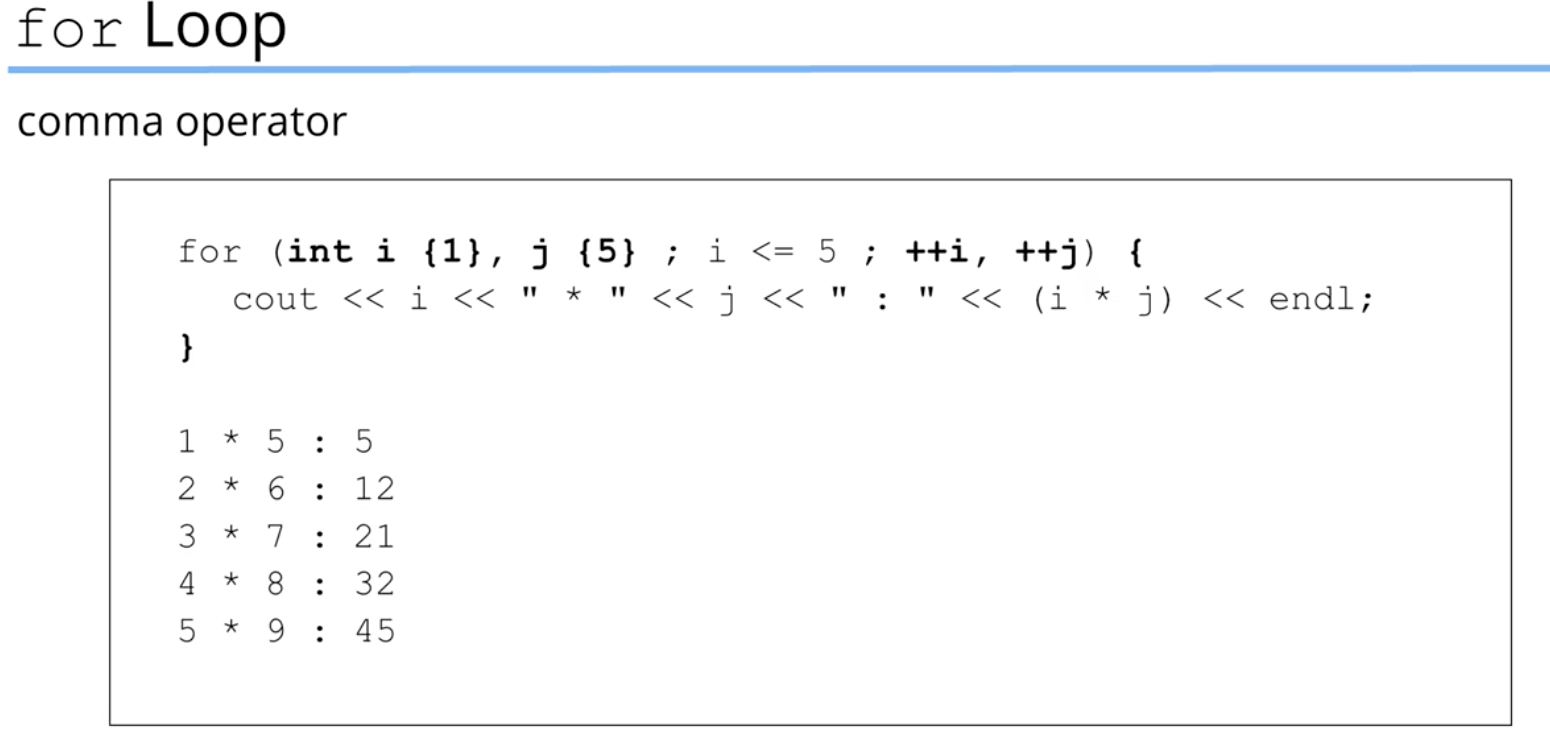 for Loop
comma operator
for (int i {1}, j {5} ; i <= 5 ; ++i, ++j) {
cout << i << " * " << j << " : " << (i * j) << endl;
}
1 * 5 : 5
2 * 6 : 12
3 * 7 : 21
4 * 8 : 32
5 * 9 : 45